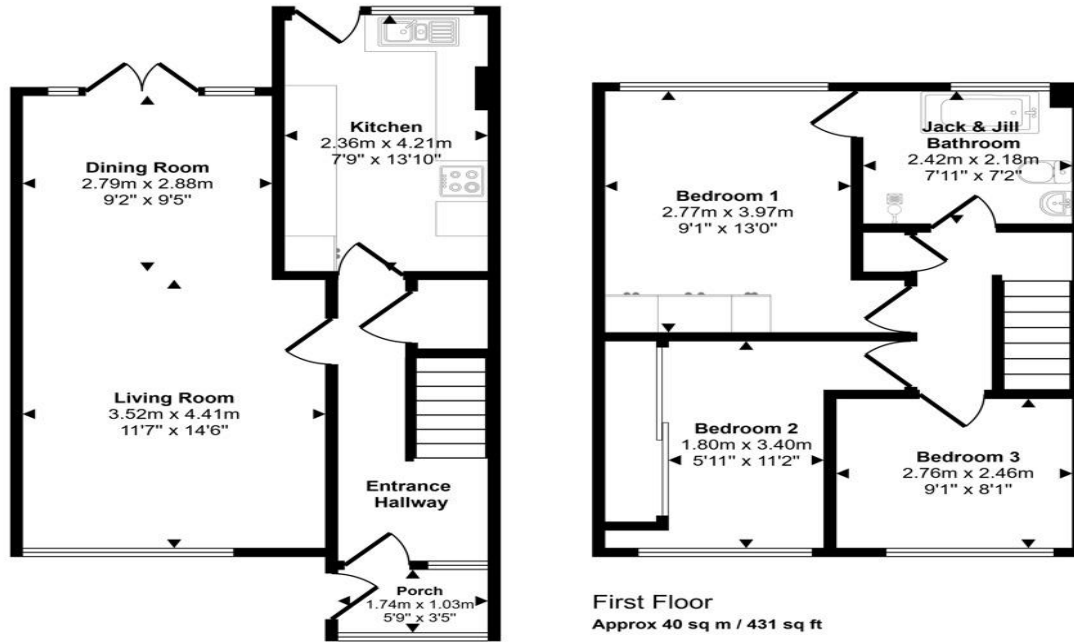 Kitchen
2.36m x 4.21m
7'9" x 13'10"
Dining Room
2.79m x 2.88m
9'2" x 9'5"
Living Room
3.52m x 4.41m
11'7" x 14'6"
Entrance
Hallway
Porch
1.74m x 1.03m
5'9" x 3'5"
Jack & Jill
Bathroom
2.42m x 2.18m
7'11" x 7'2"
Bedroom 1
2.77m x 3.97m
9'1" x 13'0"
Bedroom 2
1.80m x 3.40m
5'11" x 11'2"
Bedroom 3
2.76m x 2.46m
9'1" x 8'1"
First Floor
Approx 40 sq m / 431 sq ft